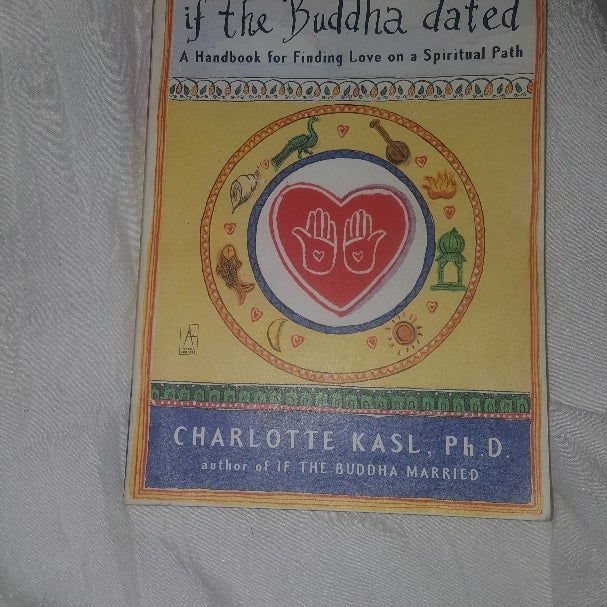 if the Buddha dated
A Handbook for Finding Love on a Spiritual Path
CHARLOTTE KASL, Ph.D.
author of IF THE BUDDHA MARRIED